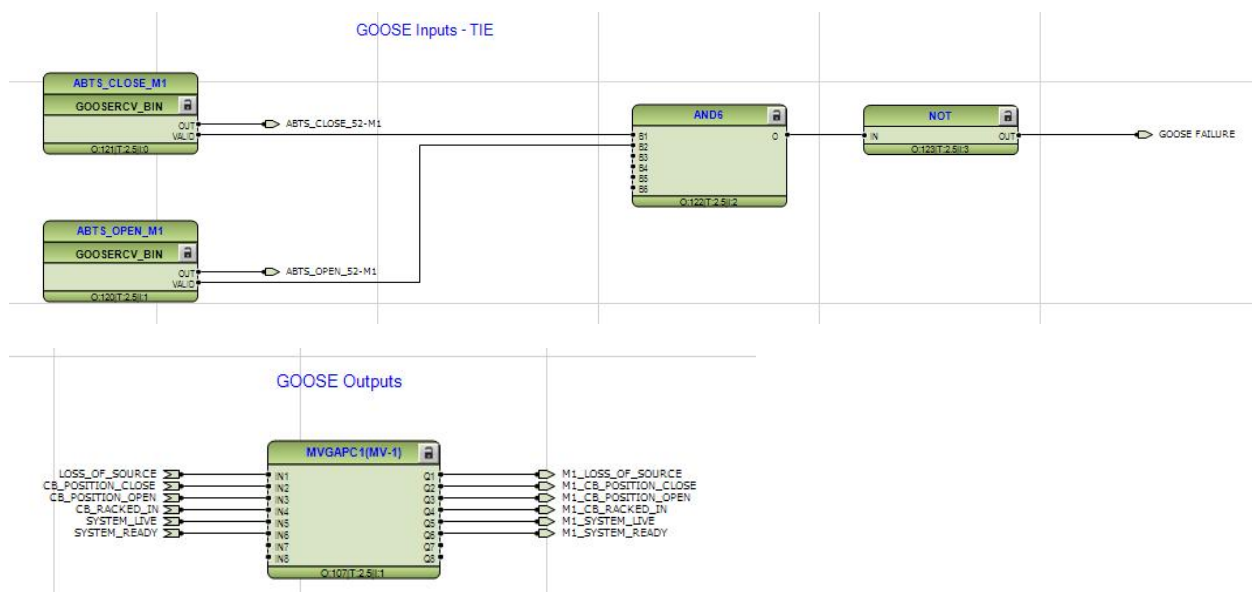 GOOSE Inputs - TIE
ABTS_CLOSE_M1
GOOSERCV_BIN
OUT
VALID
O:121|T:2.5|I:0
ABTS_CLOSE_52-M1
AND6
B1
B2
B3
B4
B5
B6
O
O:122|T:2.5|I:2
NOT
IN
OUT
O:123|T:2.5|I:3
GOOSE FAILURE
ABTS_OPEN_M1
GOOSERCV_BIN
OUT
VALID
O:120|T:2.5|I:1
ABTS_OPEN_52-M1
GOOSE Outputs
MVGAPC1(MV-1)
LOSS_OF_SOURCE IN1 Q1 M1_LOSS_OF_SOURCE
CB_POSITION_CLOSE IN2 Q2 M1_CB_POSITION_CLOSE
CB_POSITION_OPEN IN3 Q3 M1_CB_POSITION_OPEN
CB_RACKED_IN IN4 Q4 M1_CB_RACKED_IN
SYSTEM_LIVE IN5 Q5 M1_SYSTEM_LIVE
SYSTEM_READY IN6 Q6 M1_SYSTEM_READY
IN7 Q7
IN8 Q8
O:107|T:2.5|I:1